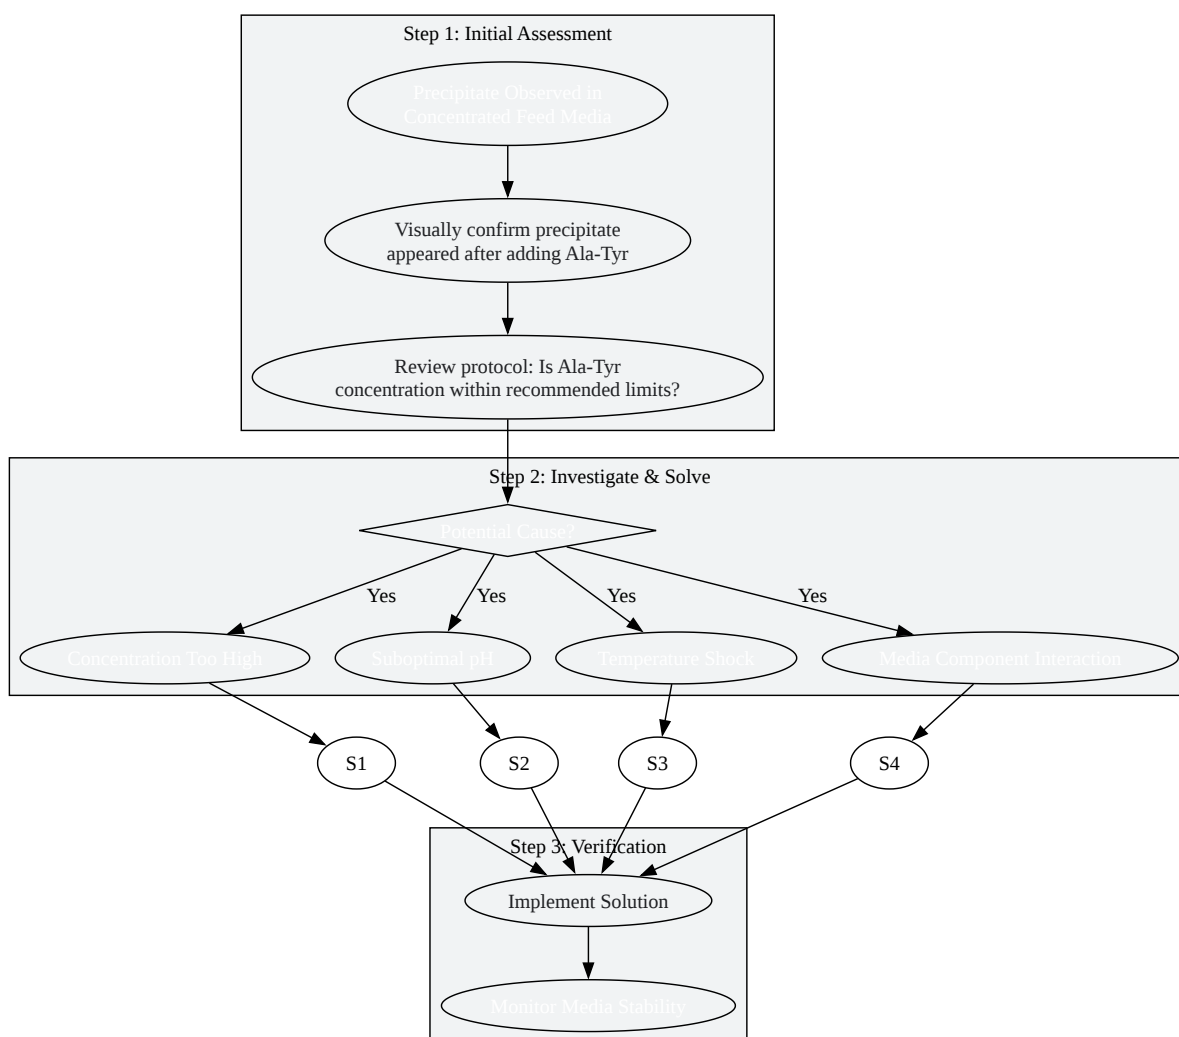 Step 1: Initial Assessment
Precipitate Observed in
Concentrated Feed Media
Visually confirm precipitate
appeared after adding Ala-Tyr
Review protocol: Is Ala-Tyr
concentration within recommended limits?
Step 2: Investigate & Solve
Potential Cause?
Yes
Yes
Yes
Yes
Concentration Too High
Suboptimal pH
Temperature Shock
Media Component Interaction
S1
S2
S3
S4
Step 3: Verification
Implement Solution
Monitor Media Stability